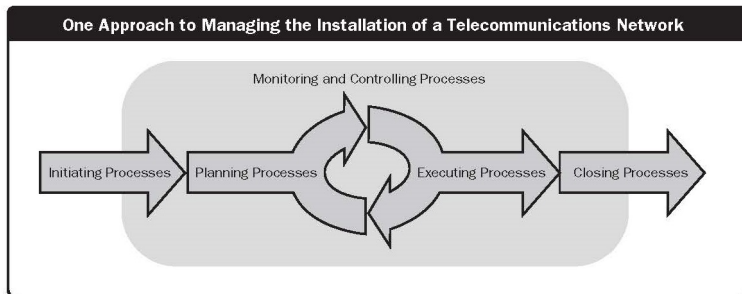 One Approach to Managing the Installation of a Telecommunications Network
Monitoring and Controlling Processes
Initiating Processes
Planning Processes
Executing Processes
Closing Processes